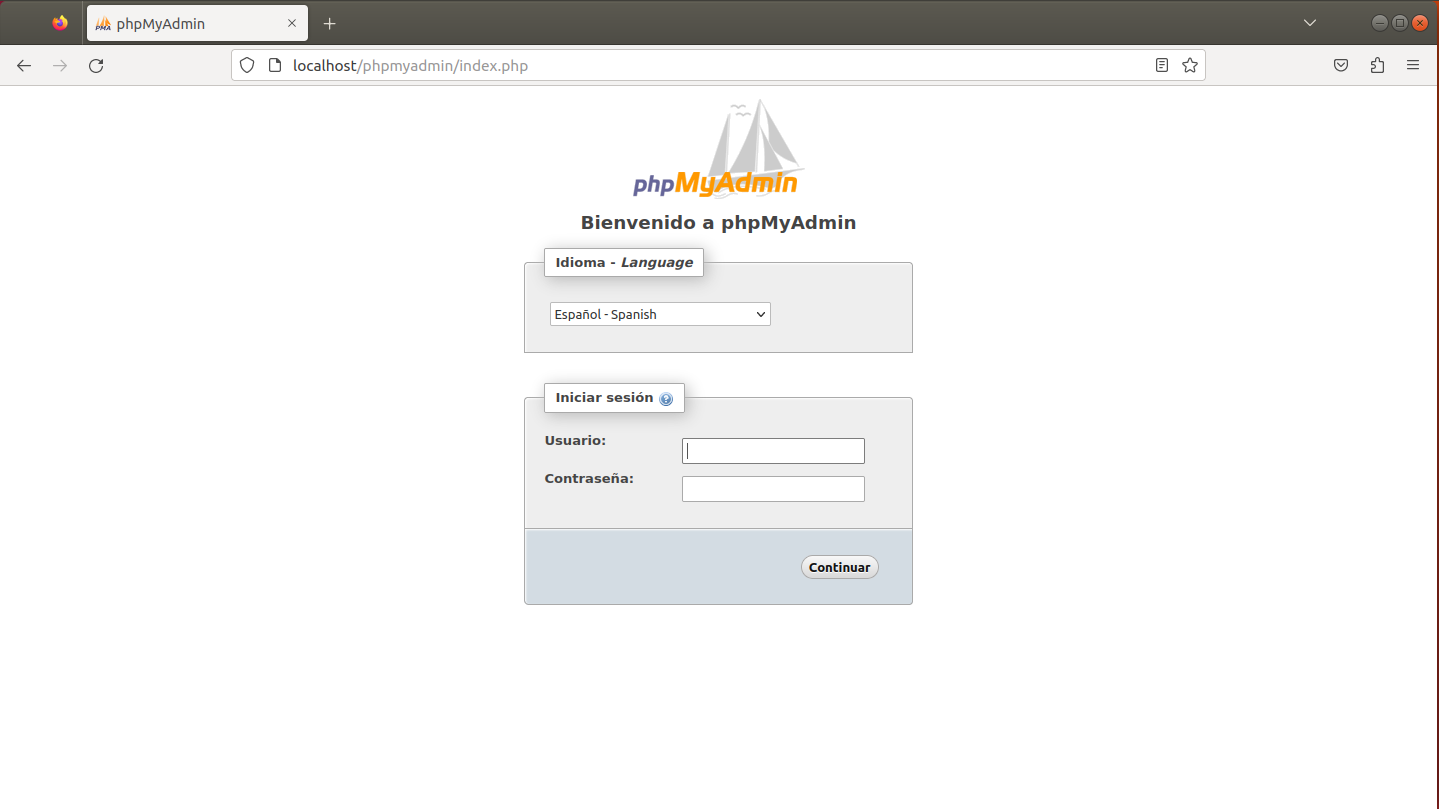 phpMyAdmin
localhost/phpmyadmin/index.php
phpMyAdmin
Bienvenido a phpMyAdmin
Idioma - Language
Español - Spanish
Iniciar sesión
Usuario:
Contraseña:
Continuar